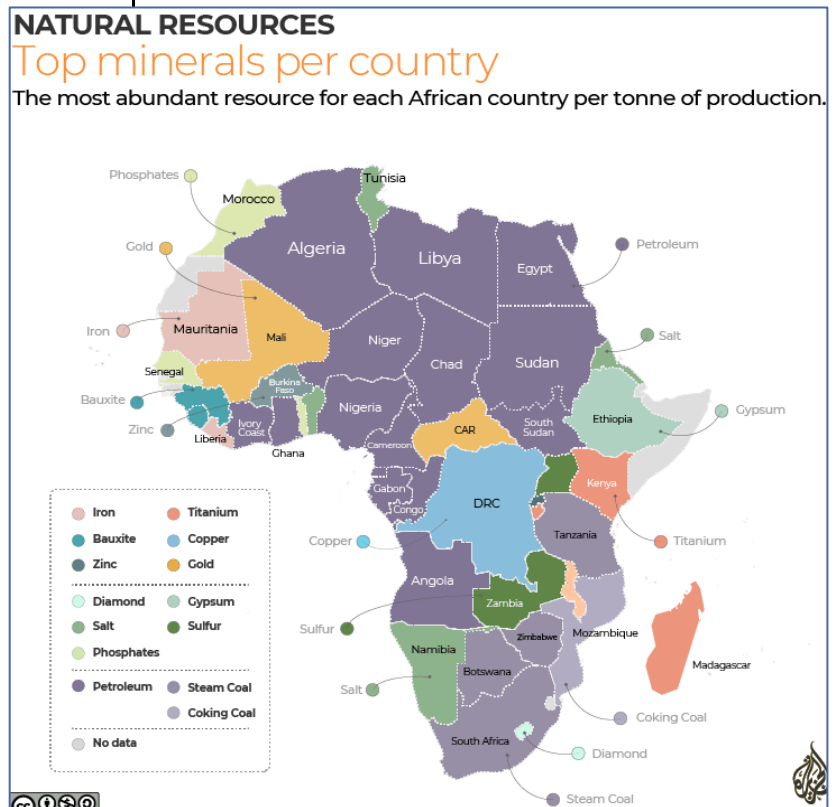 NATURAL RESOURCES
Top minerals per country
The most abundant resource for each African country per tonne of production.
Phosphates
Tunisia
Morocco
Gold
Algeria
Libya
Egypt
Petroleum
Iron
Mauritania
Mali
Niger
Chad
Sudan
Salt
Senegal
Bauxite
Burkina
Faso
Nigeria
Ethiopia
Gypsum
Zinc
Ivory
Coast
CAR
South
Sudan
Liberia
Ghana
Cameroon
Gabon
Congo
DRC
Kenya
Iron
Titanium
Bauxite
Copper
Zinc
Gold
Diamond
Gypsum
Salt
Sulfur
Phosphates
Petroleum
Steam Coal
Coking Coal
No data
Copper
Tanzania
Titanium
Angola
Zambia
Sulfur
Zimbabwe
Mozambique
Namibia
Botswana
Madagascar
Salt
Coking Coal
South Africa
Diamond
Steam Coal